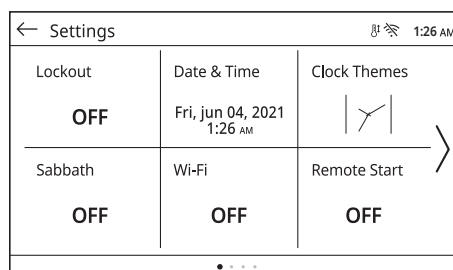 Settings 1:26 AM
Lockout Date & Time Clock Themes
OFF Fri, jun 04, 2021
1:26 AM
Sabbath Wi-Fi Remote Start
OFF OFF OFF